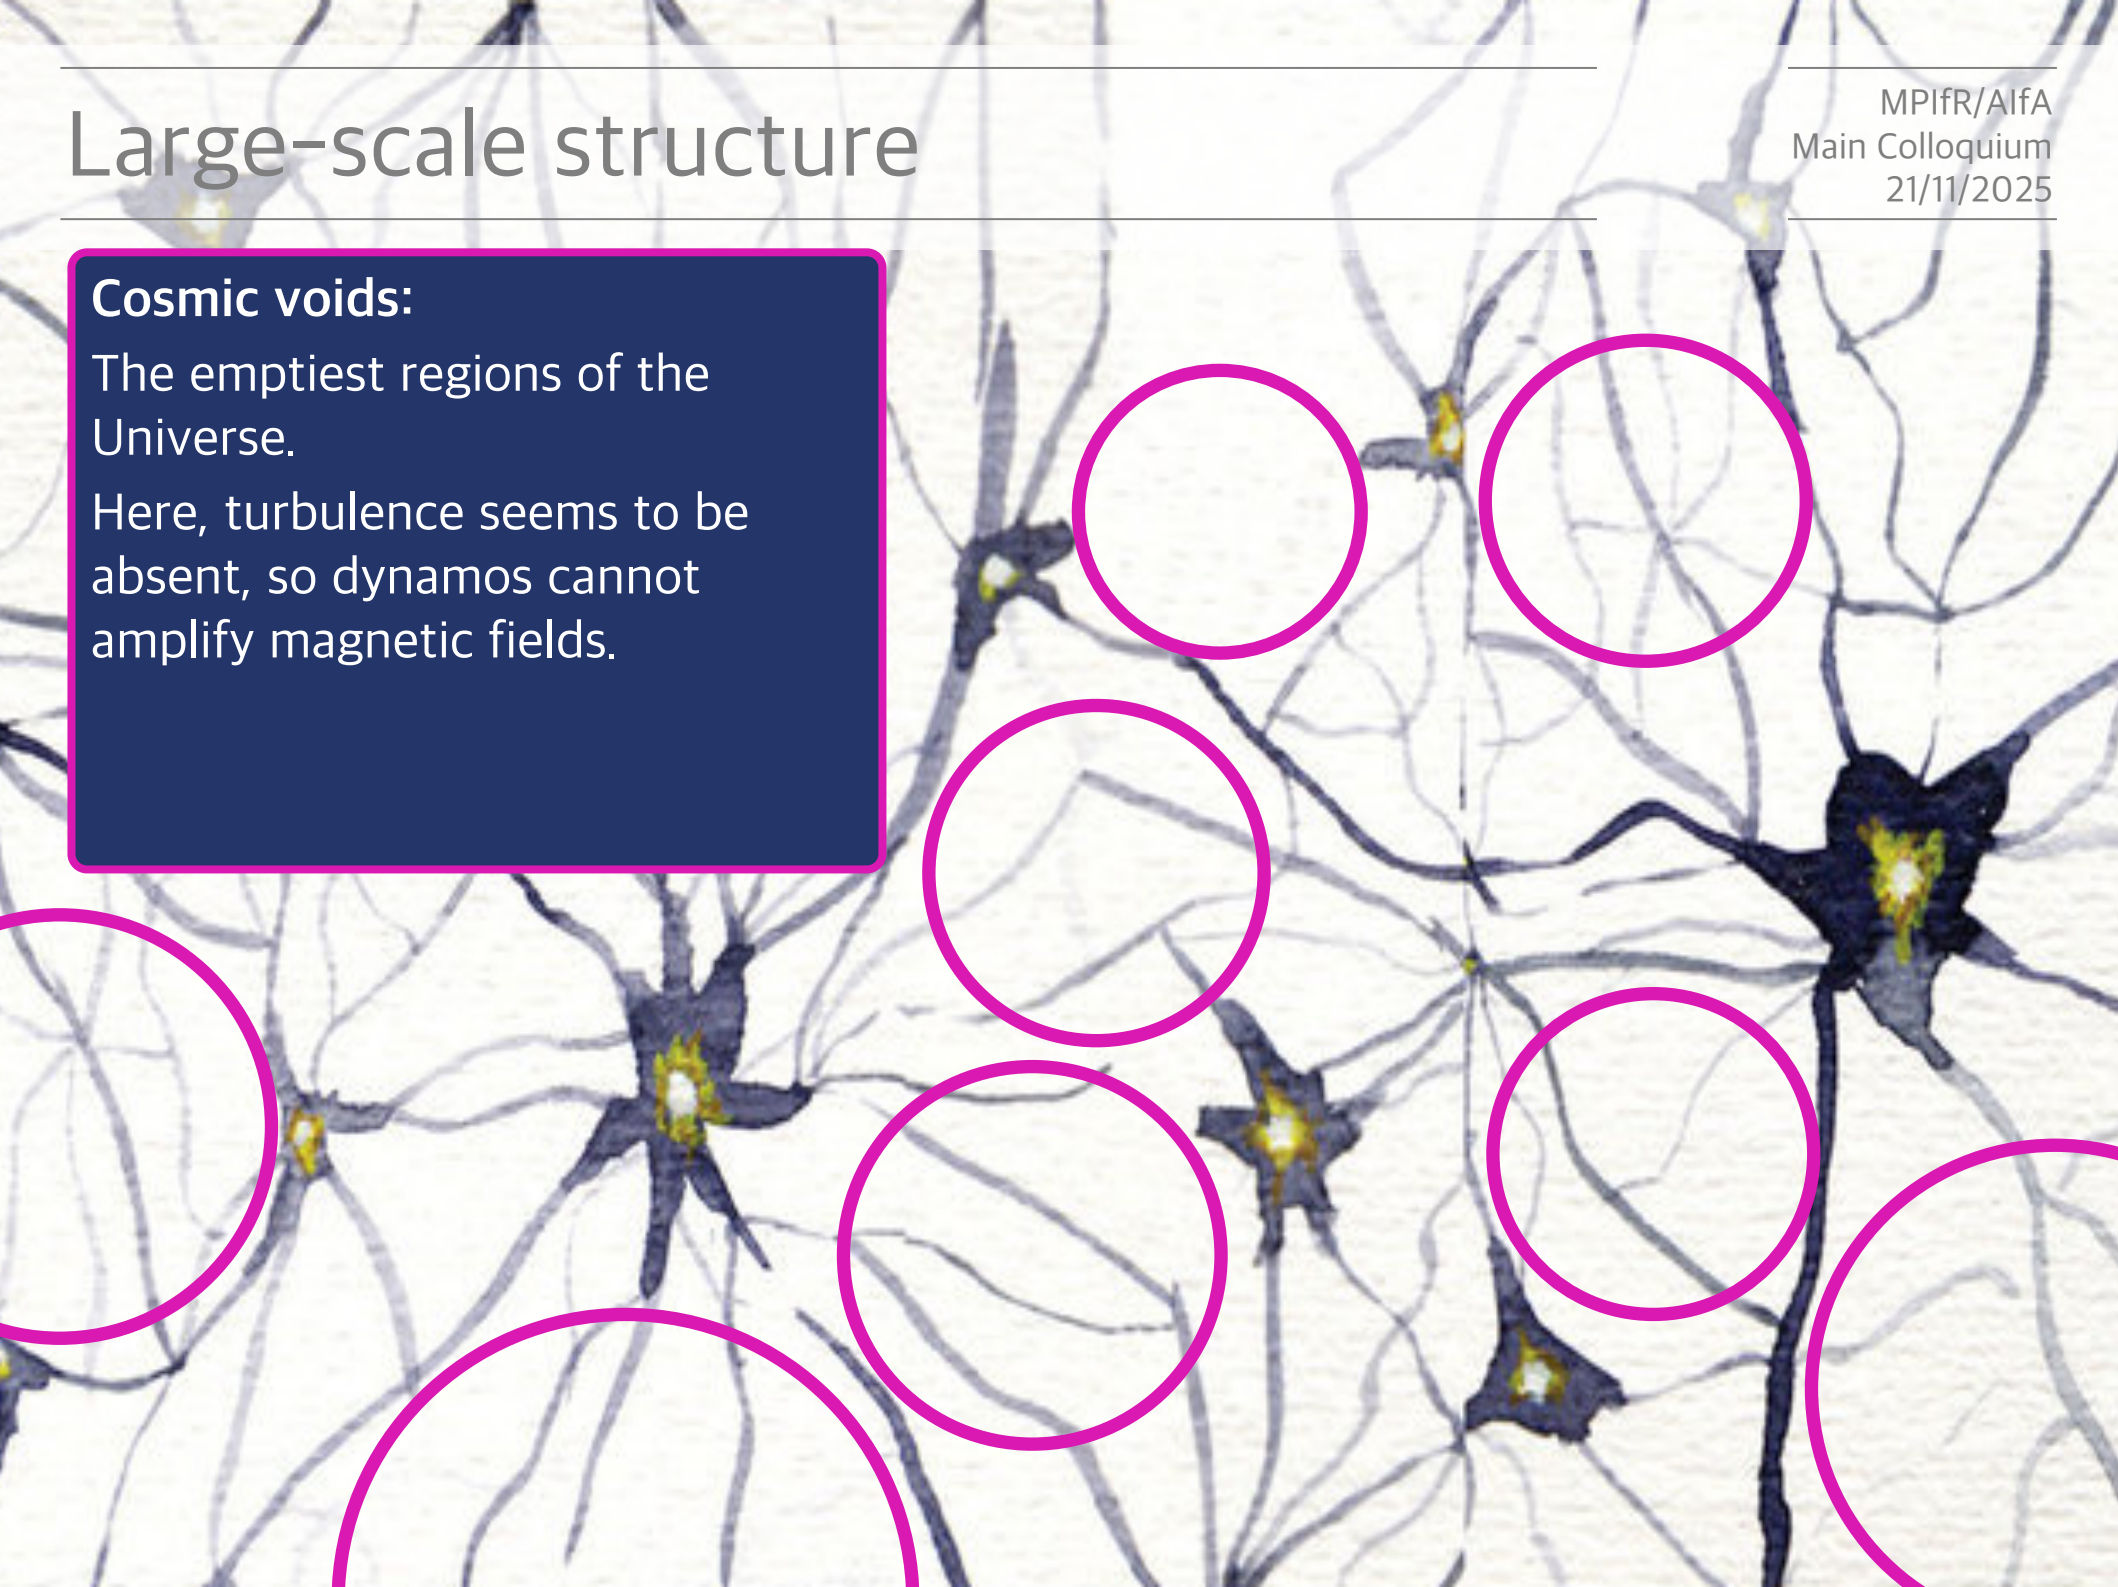 Large-scale structure
MPIfR/AIfA
Main Colloquium
21/11/2025
Cosmic voids:
The emptiest regions of the
Universe.
Here, turbulence seems to be
absent, so dynamos cannot
amplify magnetic fields.